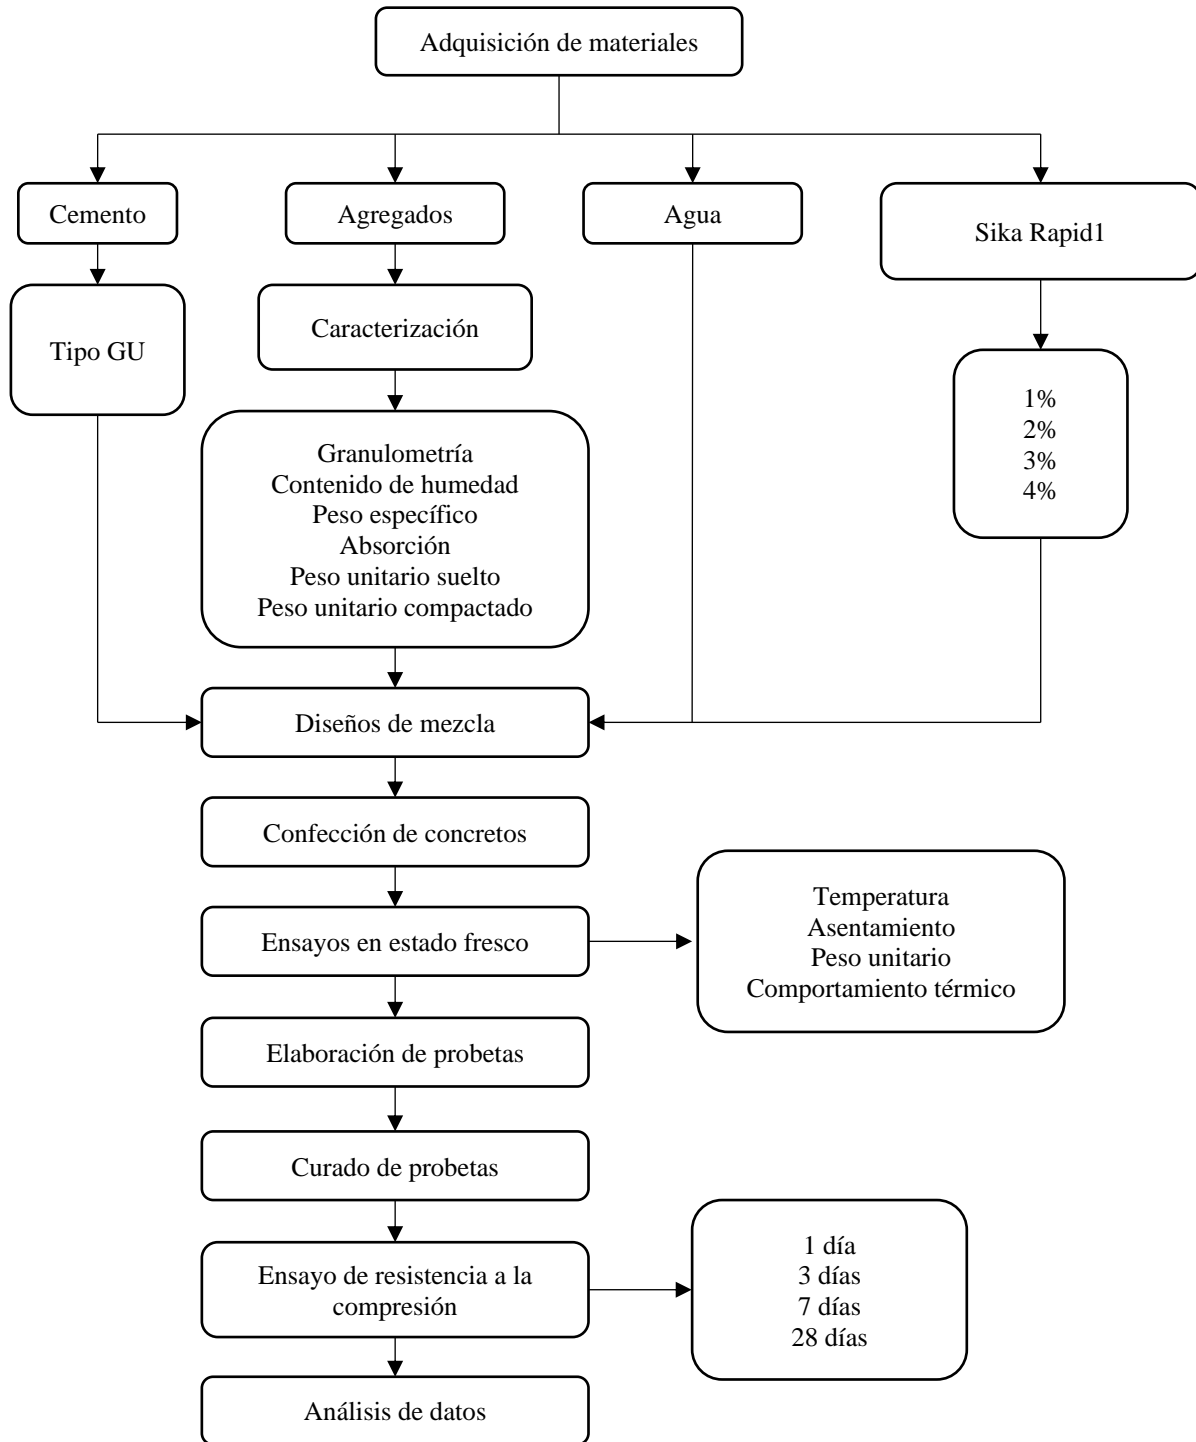 Adquisición de materiales
Cemento
Agregados
Agua
Sika Rapid1
Tipo GU
Caracterización
1%
2%
3%
4%
Granulometría
Contenido de humedad
Peso específico
Absorción
Peso unitario suelto
Peso unitario compactado
Diseños de mezcla
Confección de concretos
Ensayos en estado fresco
Temperatura
Asentamiento
Peso unitario
Comportamiento térmico
Elaboración de probetas
Curado de probetas
Ensayo de resistencia a la
compresión
1 día
3 días
7 días
28 días
Análisis de datos